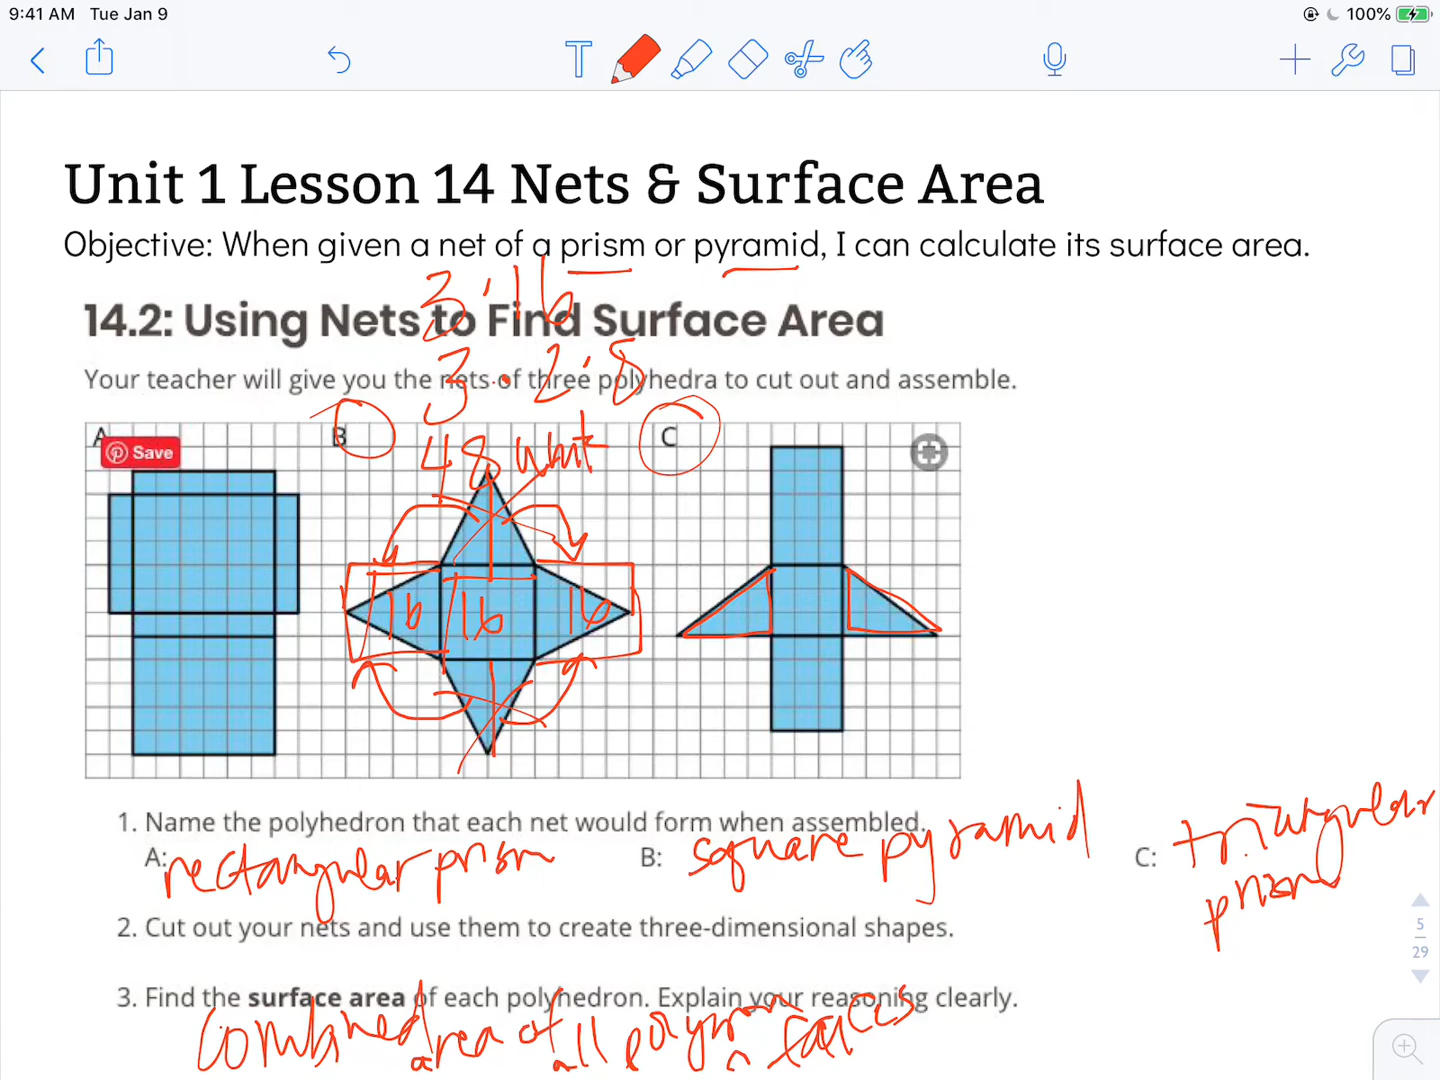 9:41 AM Tue Jan 9
100%
T
Unit 1 Lesson 14 Nets & Surface Area
Objective: When given a net of a prism or pyramid, I can calculate its surface area.
3·16
14.2: Using Nets to Find Surface Area
3·2·8
Your teacher will give you the nets of three polyhedra to cut out and assemble.
A
B
C
Save
48
16
16
16
1. Name the polyhedron that each net would form when assembled.
A: rectangular prism
B: square pyramid
C: triangular
prism
2. Cut out your nets and use them to create three-dimensional shapes.
5
29
3. Find the surface area of each polyhedron. Explain your reasoning clearly.
combined area of all polygon faces